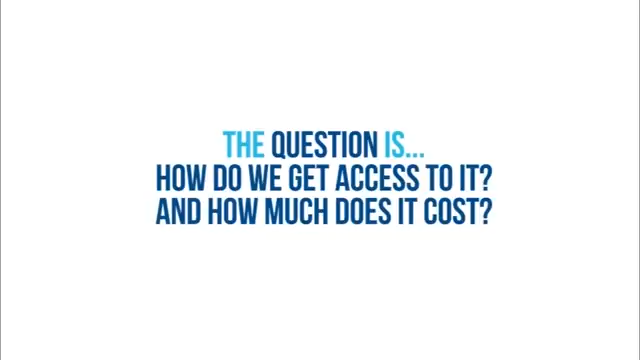 THE QUESTION IS...
HOW DO WE GET ACCESS TO IT?
AND HOW MUCH DOES IT COST?